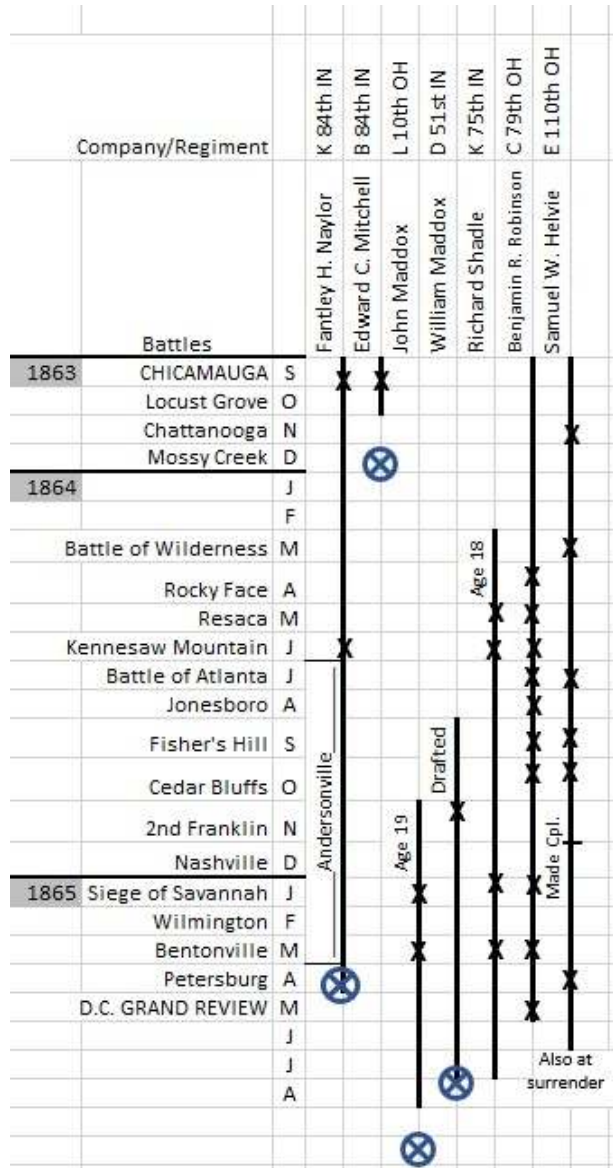 Company/Regiment
K 84th IN
B 84th IN
L 10th OH
D 51st IN
K 75th IN
C 79th OH
E 110th OH
Battles
Fantley H. Naylor
Edward C. Mitchell
John Maddox
William Maddox
Richard Shadle
Benjamin R. Robinson
Samuel W. Helvie
1863 CHICAMAUGA S
Locust Grove O
Chattanooga N
Mossy Creek D
1864 J
F
Battle of Wilderness M
Rocky Face A
Resaca M
Kennesaw Mountain J
Battle of Atlanta J
Jonesboro A
Fisher's Hill S
Cedar Bluffs O
2nd Franklin N
Nashville D
1865 Siege of Savannah J
Wilmington F
Bentonville M
Petersburg A
D.C. GRAND REVIEW M
J
J
A
Andersonville
Age 19
Drafted
Age 18
Made Cpl.
Also at
surrender